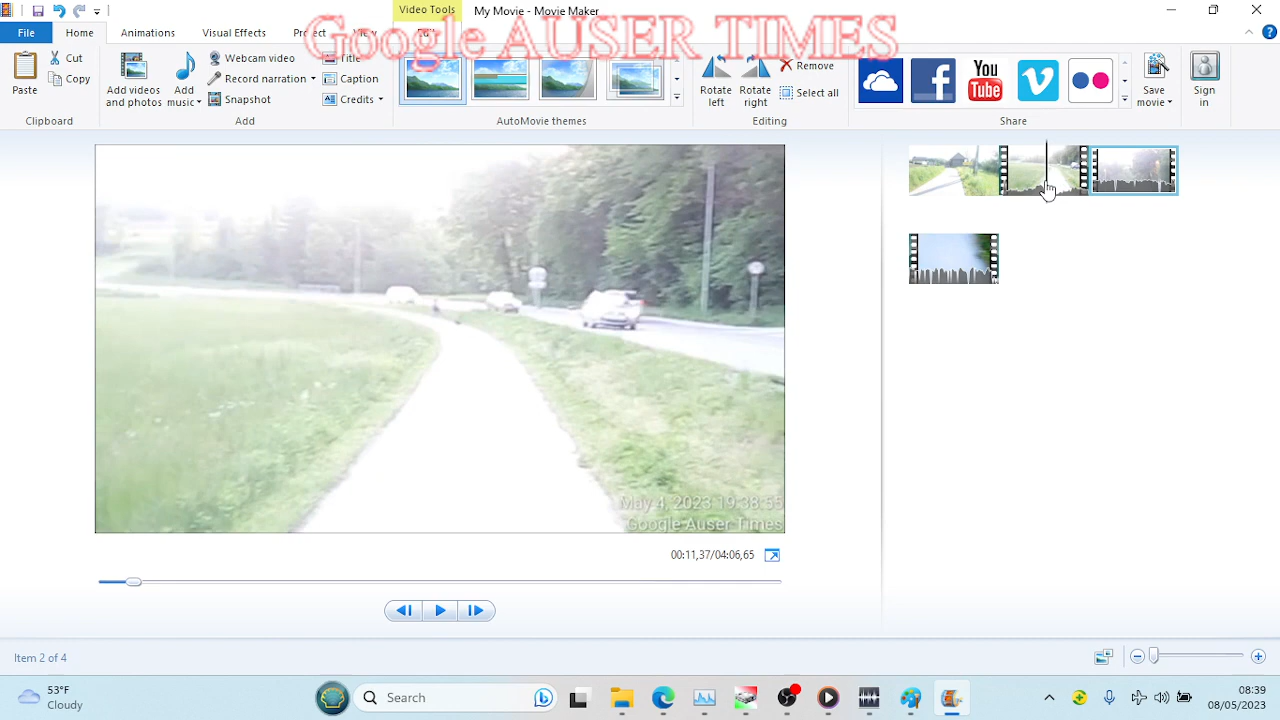 Video Tools
My Movie - Movie Maker
Google AUSER TIMES
File
Home
Animations
Visual Effects
Project
View
Edit
Paste
Cut
Copy
Clipboard
Add videos
and photos
Add
music
Webcam video
Record narration
Snapshot
Title
Caption
Credits
Add
AutoMovie themes
Rotate
left
Rotate
right
Remove
Select all
Editing
You
Tube
Share
Save
movie
Sign
in
May 4, 2023 19:38:55
Google Auser Times
00:11,37/04:06,65
Item 2 of 4
53°F
Cloudy
Search
08:39
08/05/2023